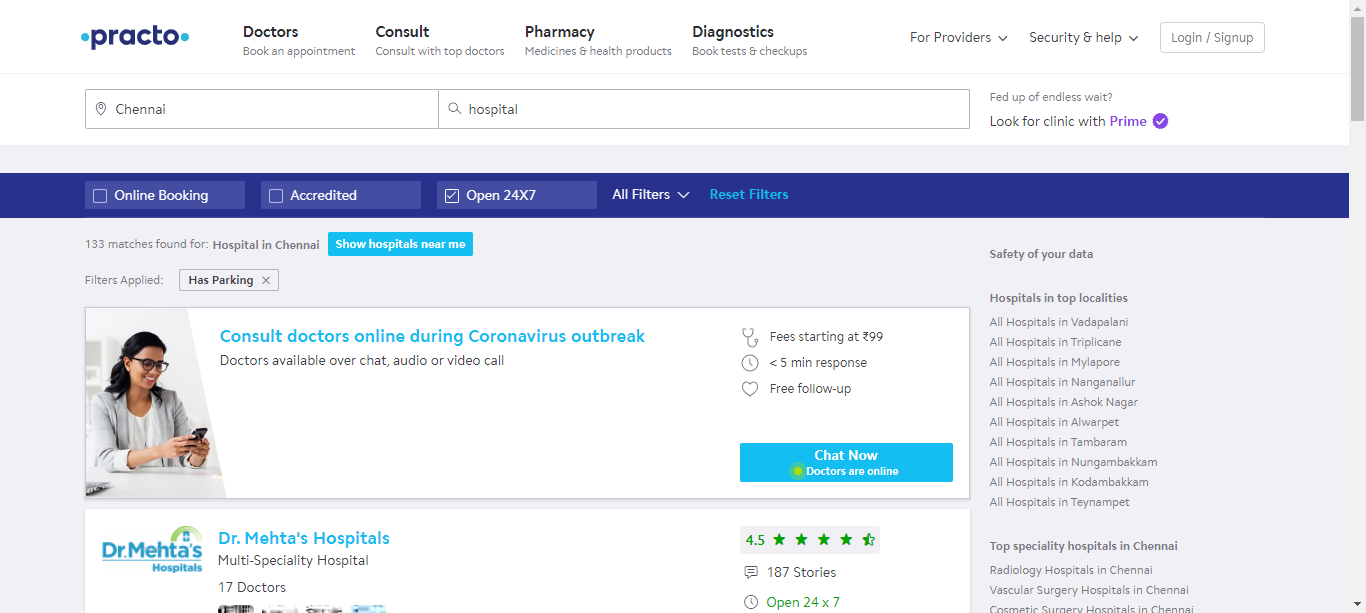 practo
Doctors
Book an appointment
Consult
Consult with top doctors
Pharmacy
Medicines & health products
Diagnostics
Book tests & checkups
For Providers
Security & help
Login / Signup
Chennai
hospital
Fed up of endless wait?
Look for clinic with Prime
Online Booking
Accredited
Open 24X7
All Filters
Reset Filters
133 matches found for: Hospital in Chennai
Show hospitals near me
Filters Applied:
Has Parking
Consult doctors online during Coronavirus outbreak
Doctors available over chat, audio or video call
Fees starting at ₹99
< 5 min response
Free follow-up
Chat Now
Doctors are online
Dr.Mehta's
Hospitals
Dr. Mehta's Hospitals
Multi-Speciality Hospital
17 Doctors
4.5
187 Stories
Open 24 x 7
Safety of your data
Hospitals in top localities
All Hospitals in Vadapalani
All Hospitals in Triplicane
All Hospitals in Mylapore
All Hospitals in Nanganallur
All Hospitals in Ashok Nagar
All Hospitals in Alwarpet
All Hospitals in Tambaram
All Hospitals in Nungambakkam
All Hospitals in Kodambakkam
All Hospitals in Teynampet
Top speciality hospitals in Chennai
Radiology Hospitals in Chennai
Vascular Surgery Hospitals in Chennai
Cosmetic Surgery Hospitals in Chennai